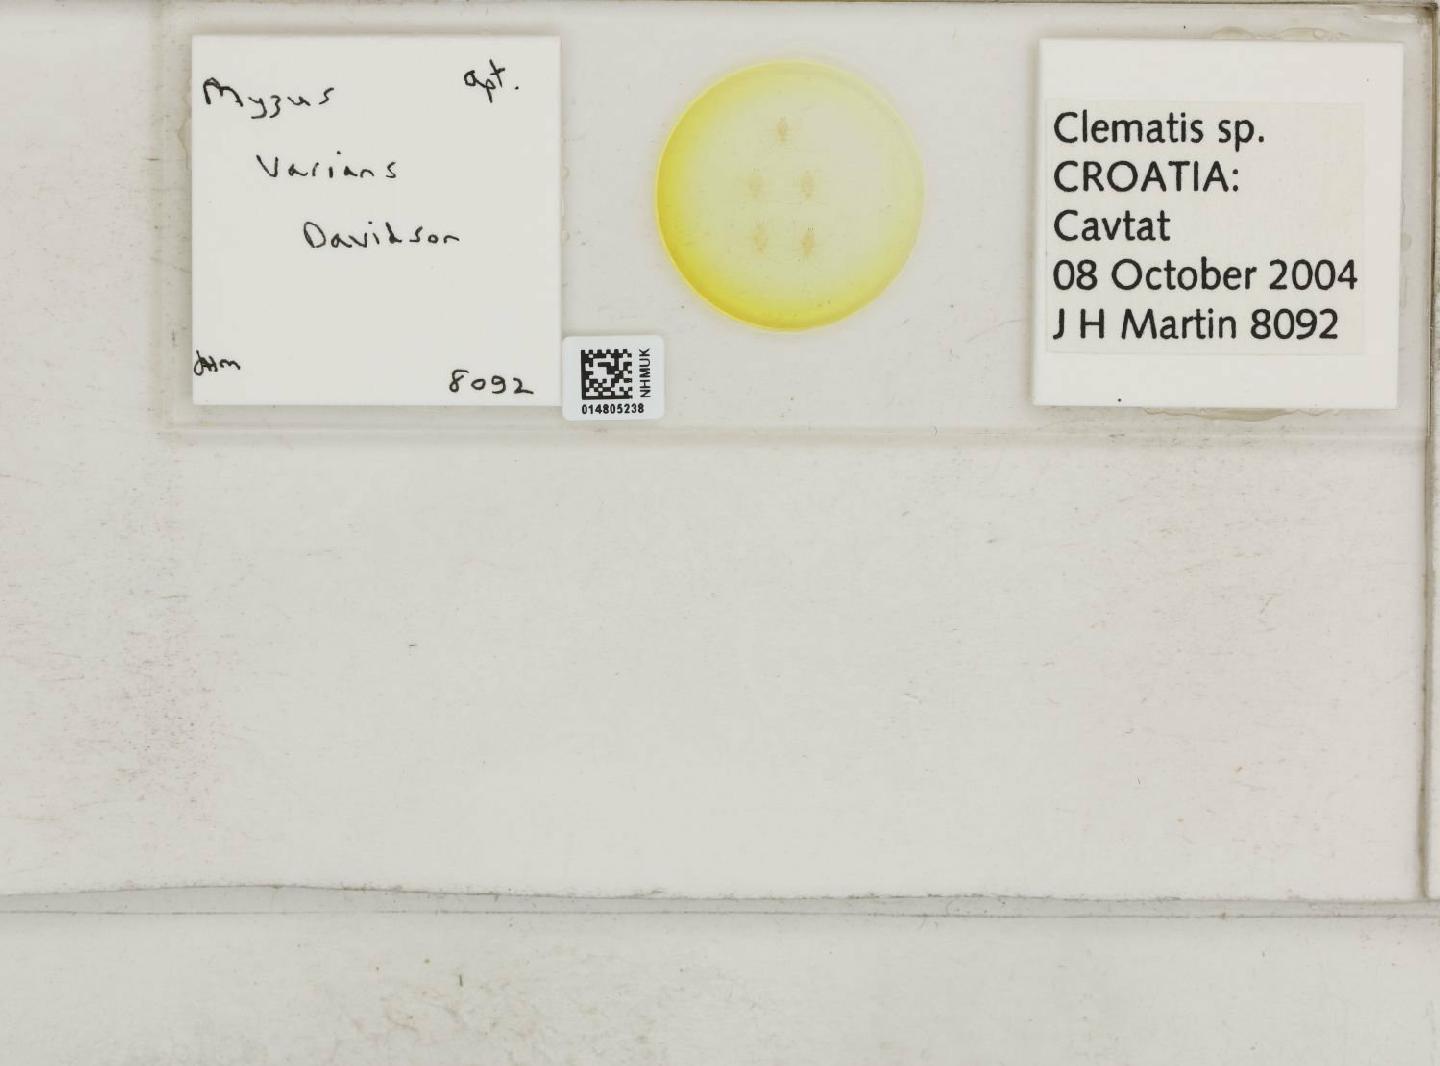 Myzus apt.
varians
Davidson
JHM
8092
NHMUK
014805238
Clematis sp.
CROATIA:
Cavtat
08 October 2004
J H Martin 8092